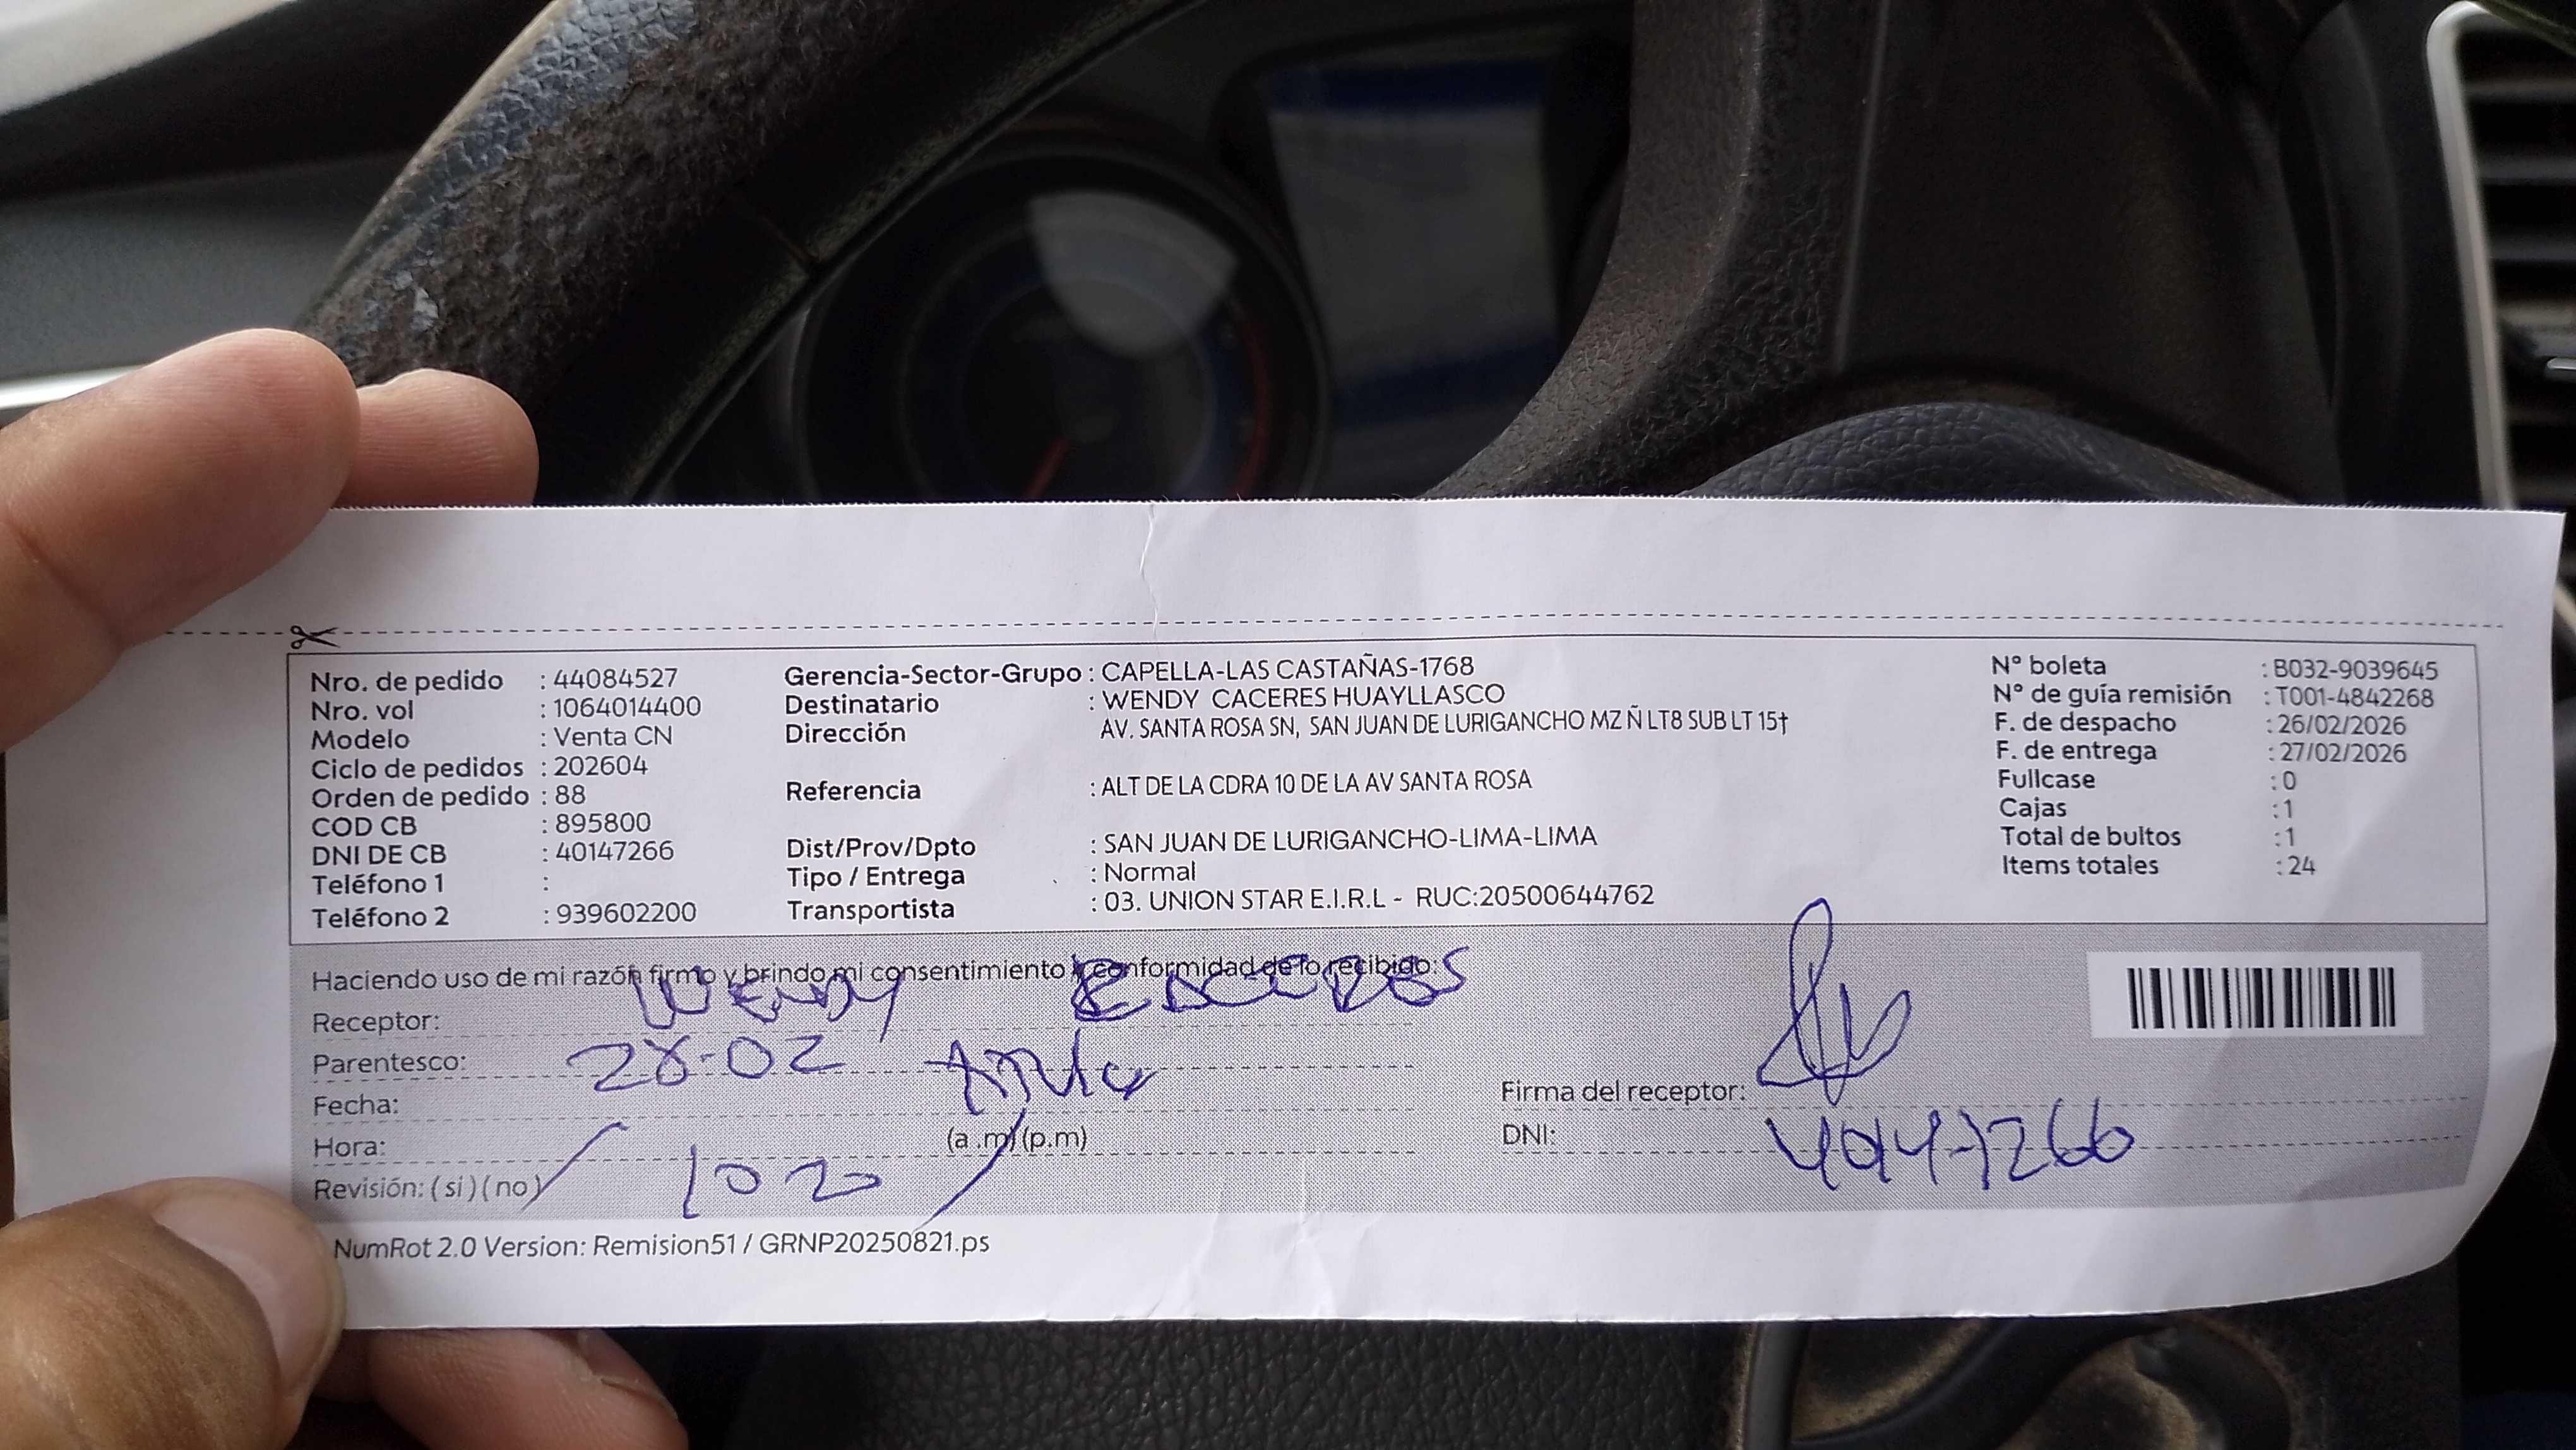 Nro. de pedido : 44084527
Nro. vol : 1064014400
Modelo : Venta CN
Ciclo de pedidos : 202604
Orden de pedido : 88
COD CB : 895800
DNI DE CB : 40147266
Teléfono 1 :
Teléfono 2 : 939602200
Gerencia-Sector-Grupo : CAPELLA-LAS CASTAÑAS-1768
Destinatario : WENDY CACERES HUAYLLASCO
Dirección AV. SANTA ROSA SN, SAN JUAN DE LURIGANCHO MZ Ñ LT8 SUB LT 15†
Referencia : ALT DE LA CDRA 10 DE LA AV SANTA ROSA
Dist/Prov/Dpto : SAN JUAN DE LURIGANCHO-LIMA-LIMA
Tipo / Entrega : Normal
Transportista : 03. UNION STAR E.I.R.L - RUC:20500644762
N° boleta : B032-9039645
N° de guía remisión : T001-4842268
F. de despacho : 26/02/2026
F. de entrega : 27/02/2026
Fullcase : 0
Cajas : 1
Total de bultos : 1
Items totales : 24
Haciendo uso de mi razón firmo y brindo mi consentimiento y conformidad de lo recibido:
Receptor: Wendy
Parentesco: 28-02
Fecha:
Hora: (a .m) (p.m)
Revisión: ( si ) ( no ) 10 20
Firma del receptor:
DNI: 40147266
NumRot 2.0 Version: Remision51 / GRNP20250821.ps